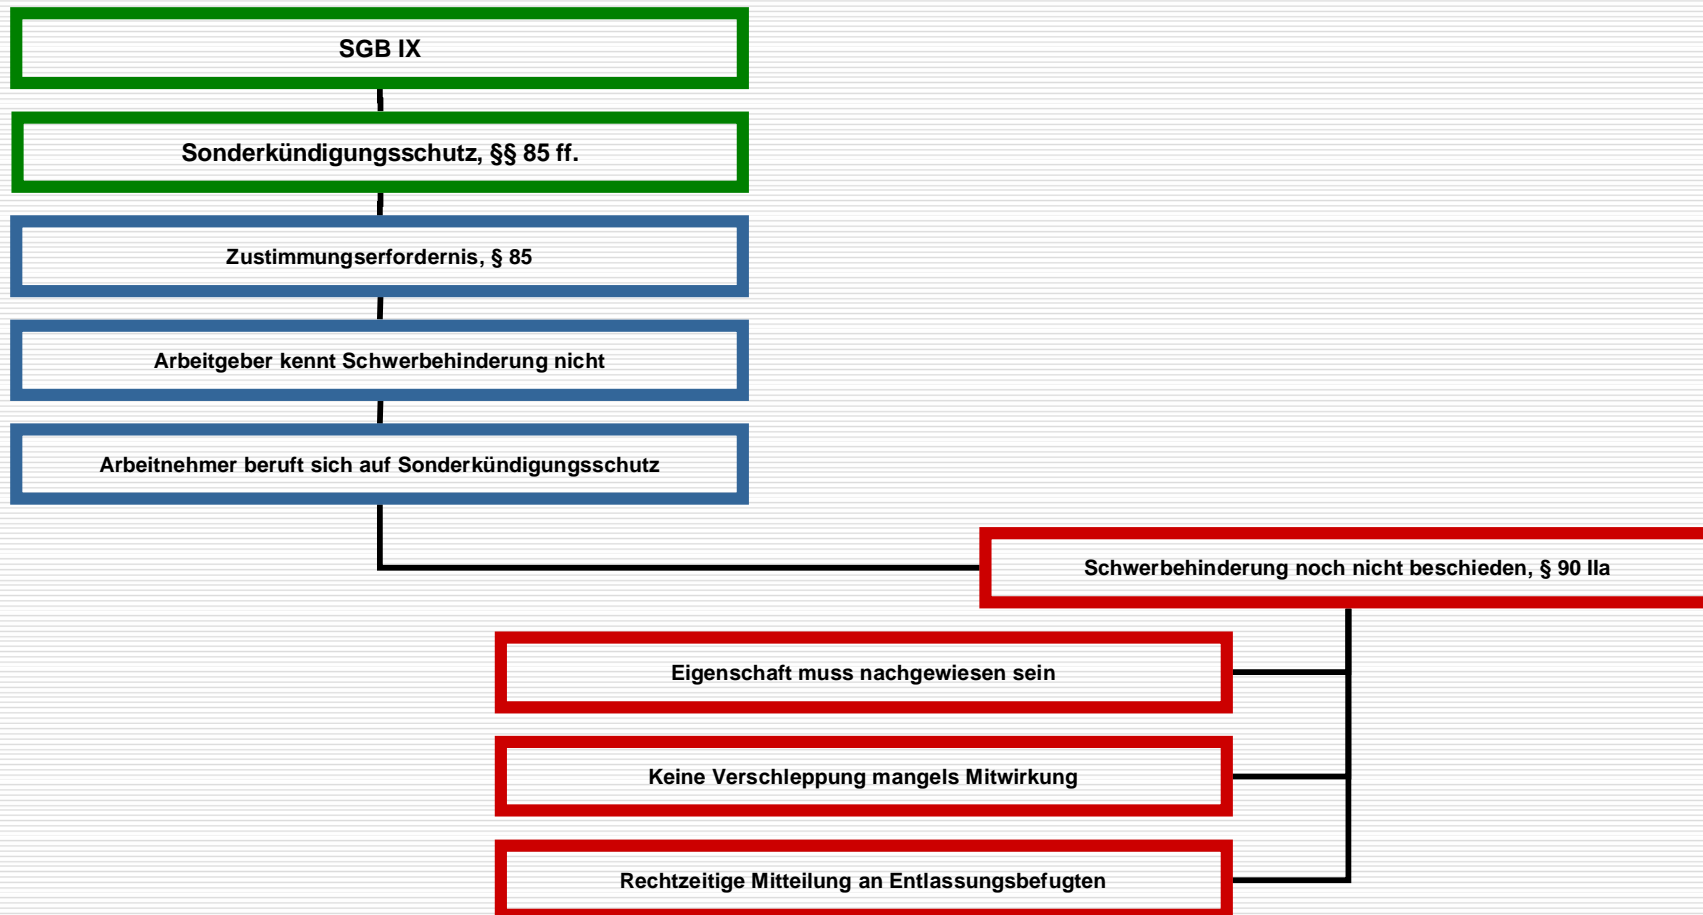 SGB IX
Sonderkündigungsschutz, §§ 85 ff.
Zustimmungserfordernis, § 85
Arbeitgeber kennt Schwerbehinderung nicht
Arbeitnehmer beruft sich auf Sonderkündigungsschutz
Schwerbehinderung noch nicht beschieden, § 90 IIa
Eigenschaft muss nachgewiesen sein
Keine Verschleppung mangels Mitwirkung
Rechtzeitige Mitteilung an Entlassungsbefugten